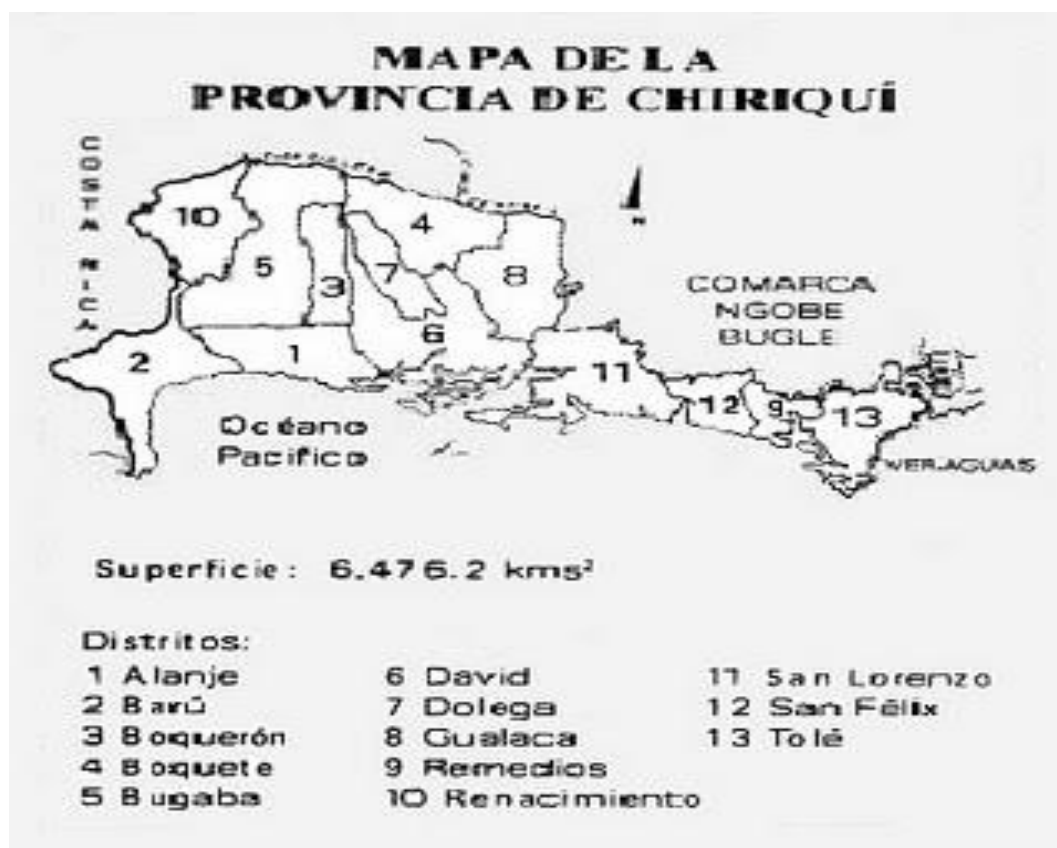 MAPA DE LA
PROVINCIA DE CHIRIQUÍ
COSTA RICA
10
4
5
7
8
3
COMARCA
NGOBE
BUGLE
6
2
1
11
12
9
13
Océano
Pacifico
VERAGUAS
N
Superficie: 6.476.2 kms²
Distritos:
1 Alanje
2 Barú
3 Boquerón
4 Boquete
5 Bugaba
6 David
7 Dolega
8 Gualaca
9 Remedios
10 Renacimiento
11 San Lorenzo
12 San Félix
13 Tolé